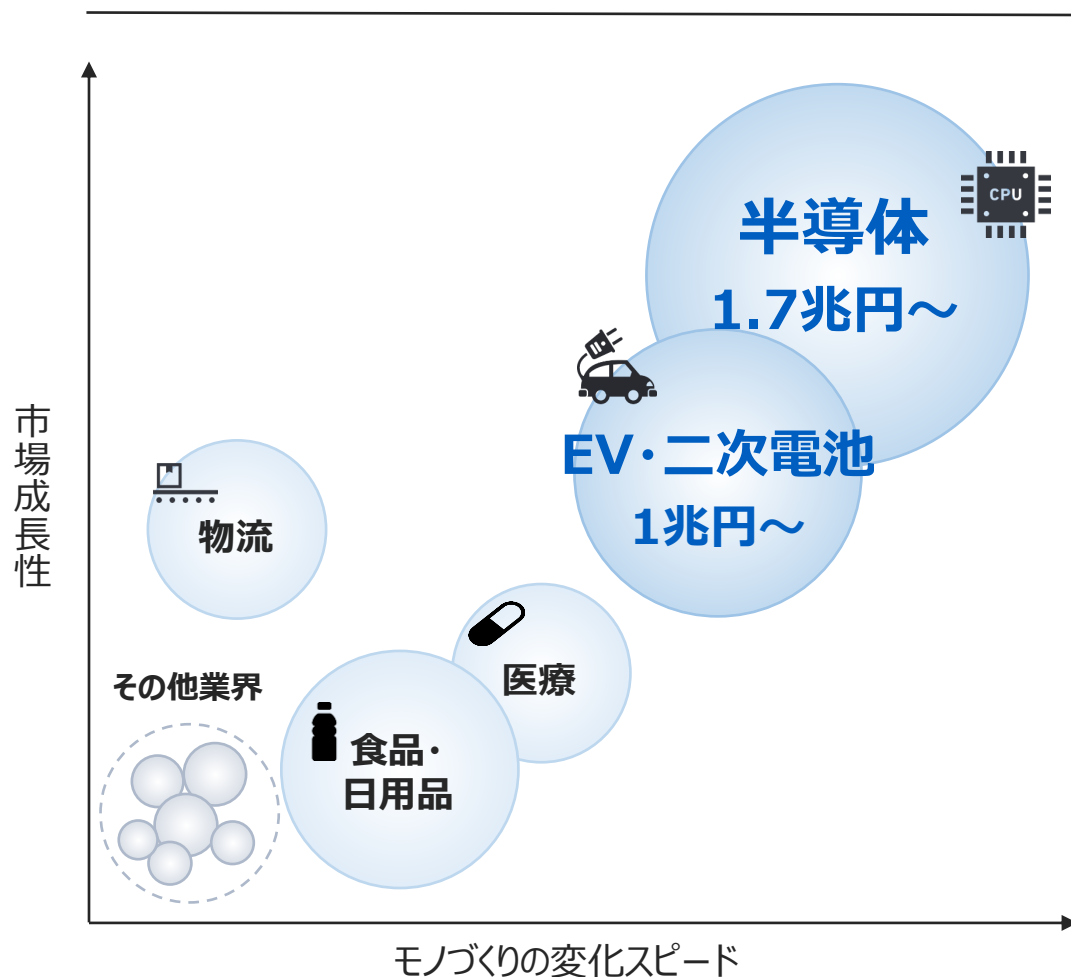 CPU
半導体
1.7兆円～
EV・二次電池
1兆円～
市場成長性
物流
医療
その他業界
食品・
日用品
モノづくりの変化スピード